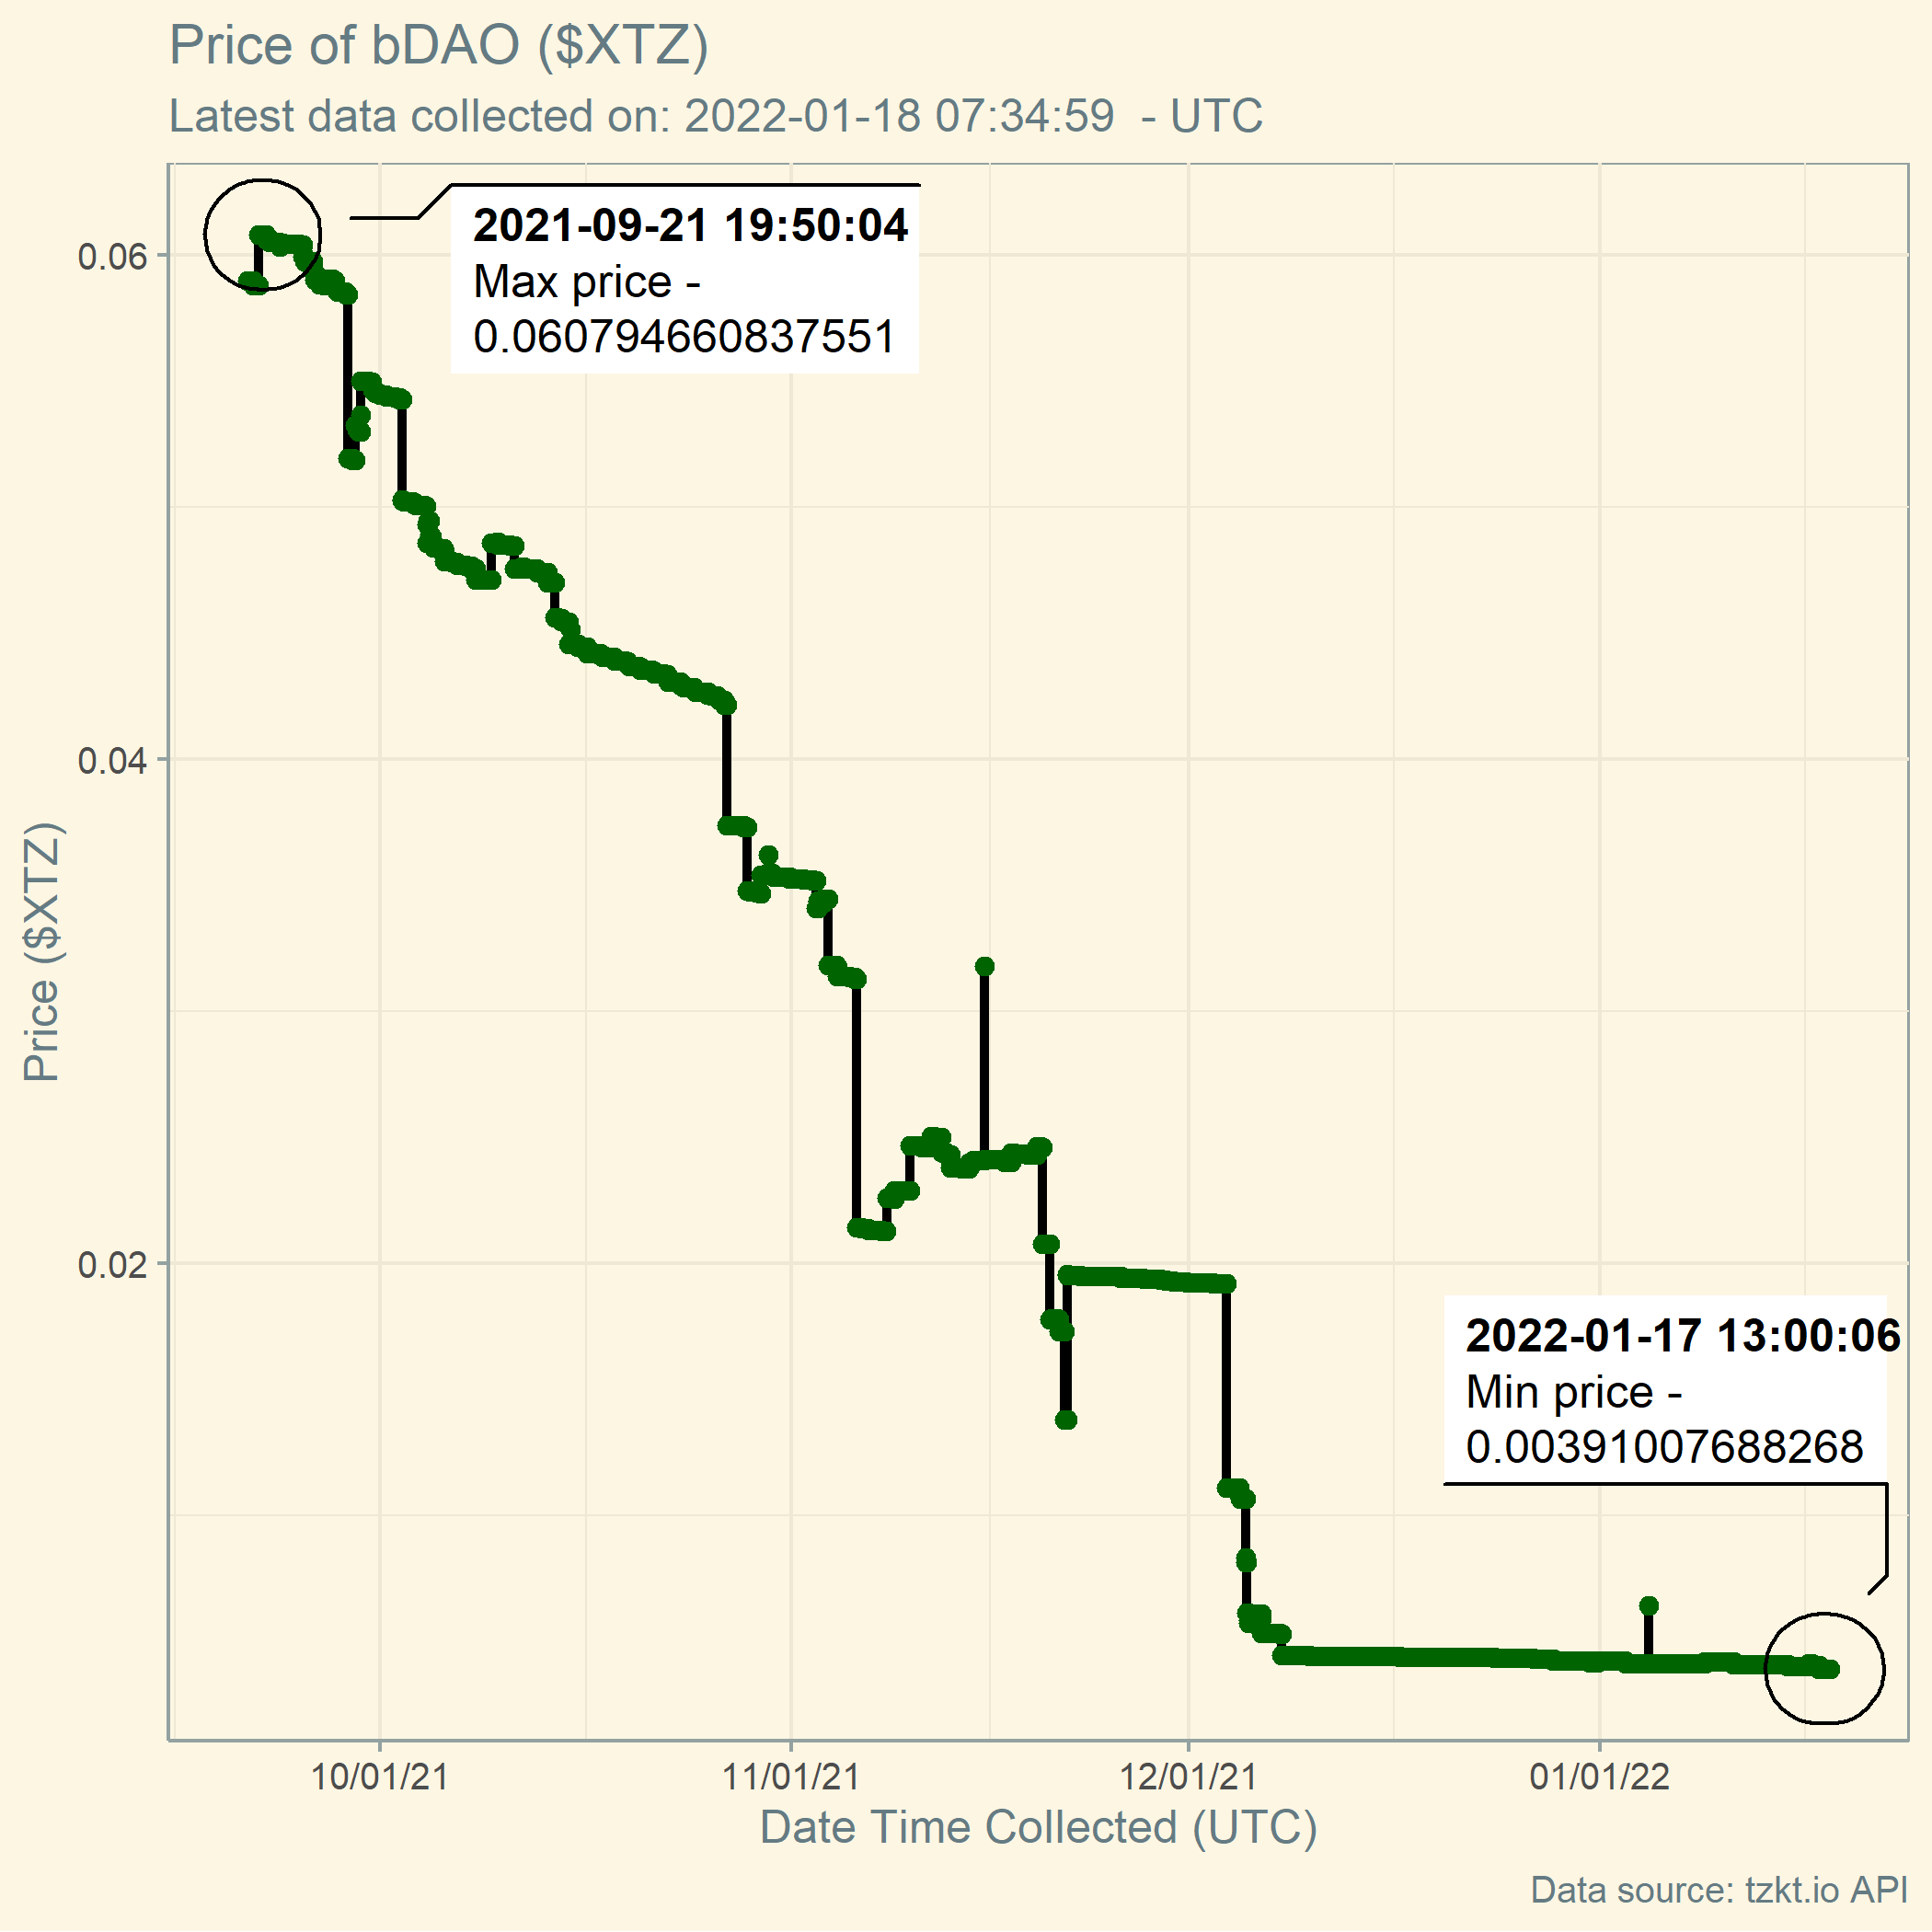 Price of bDAO ($XTZ)
Latest data collected on: 2022-01-18 07:34:59  - UTC
2021-09-21 19:50:04
Max price -
0.060794660837551
0.06
0.04
Price ($XTZ)
0.02
2022-01-17 13:00:06
Min price -
0.00391007688268
10/01/21
11/01/21
12/01/21
01/01/22
Date Time Collected (UTC)
Data source: tzkt.io API